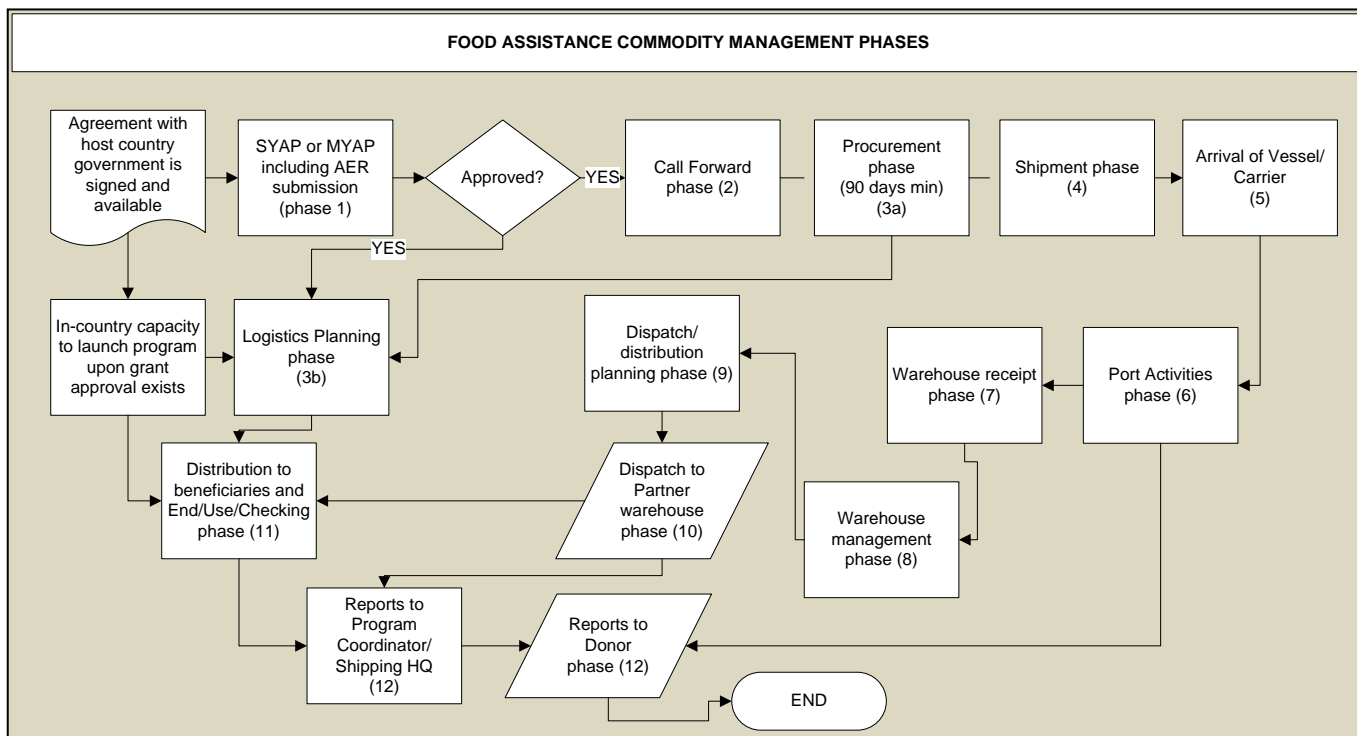 FOOD ASSISTANCE COMMODITY MANAGEMENT PHASES
Agreement with
host country
government is
signed and
available
SYAP or MYAP
including AER
submission
(phase 1)
Approved?
YES
Call Forward
phase (2)
Procurement
phase
(90 days min)
(3a)
Shipment phase
(4)
Arrival of Vessel/
Carrier
(5)
YES
In-country capacity
to launch program
upon grant
approval exists
Logistics Planning
phase
(3b)
Dispatch/
distribution
planning phase (9)
Warehouse receipt
phase (7)
Port Activities
phase (6)
Distribution to
beneficiaries and
End/Use/Checking
phase (11)
Dispatch to
Partner
warehouse
phase (10)
Warehouse
management
phase (8)
Reports to
Program
Coordinator/
Shipping HQ
(12)
Reports to
Donor
phase (12)
END